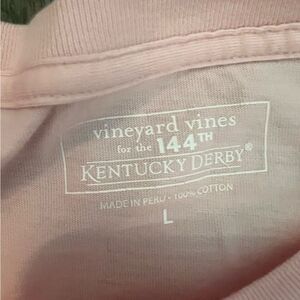 vineyard vines
for the 144TH
KENTUCKY DERBY®
MADE IN PERU • 100% COTTON
L